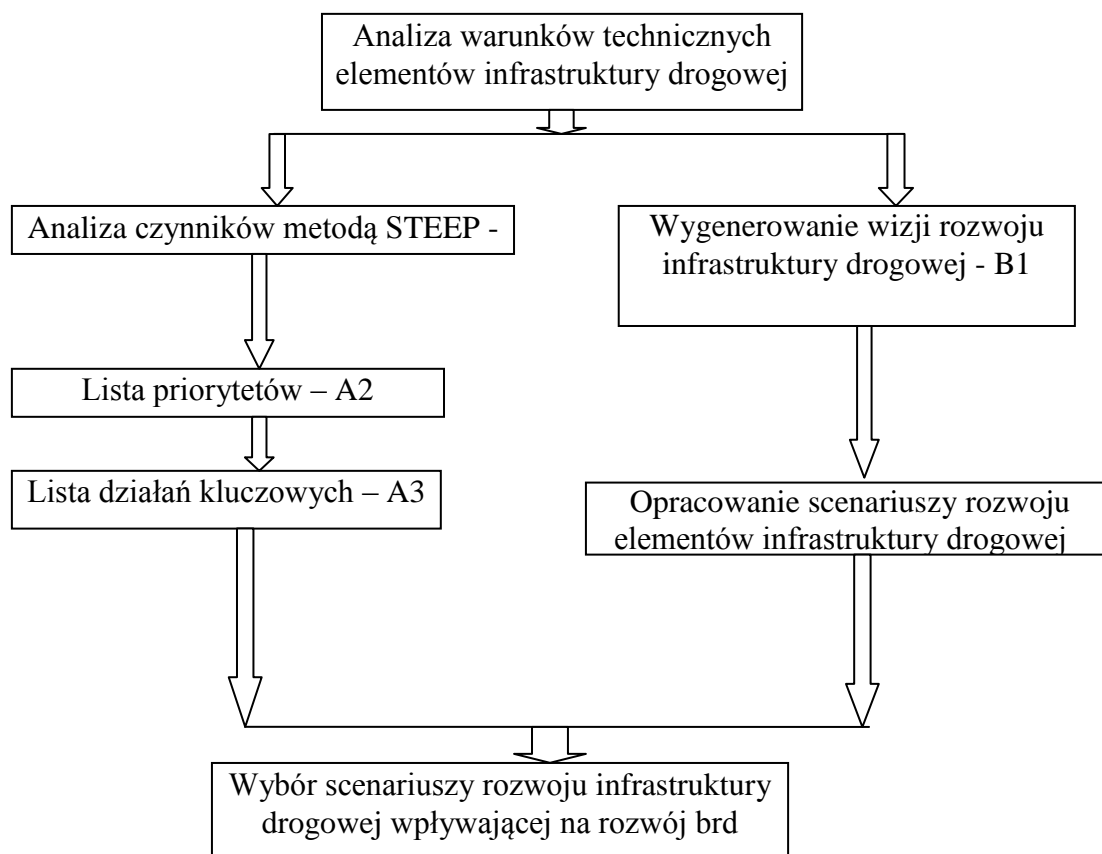 Analiza warunków technicznych
elementów infrastruktury drogowej
Analiza czynników metodą STEEP -
Wygenerowanie wizji rozwoju
infrastruktury drogowej - B1
Lista priorytetów – A2
Lista działań kluczowych – A3
Opracowanie scenariuszy rozwoju
elementów infrastruktury drogowej
Wybór scenariuszy rozwoju infrastruktury
drogowej wpływającej na rozwój brd